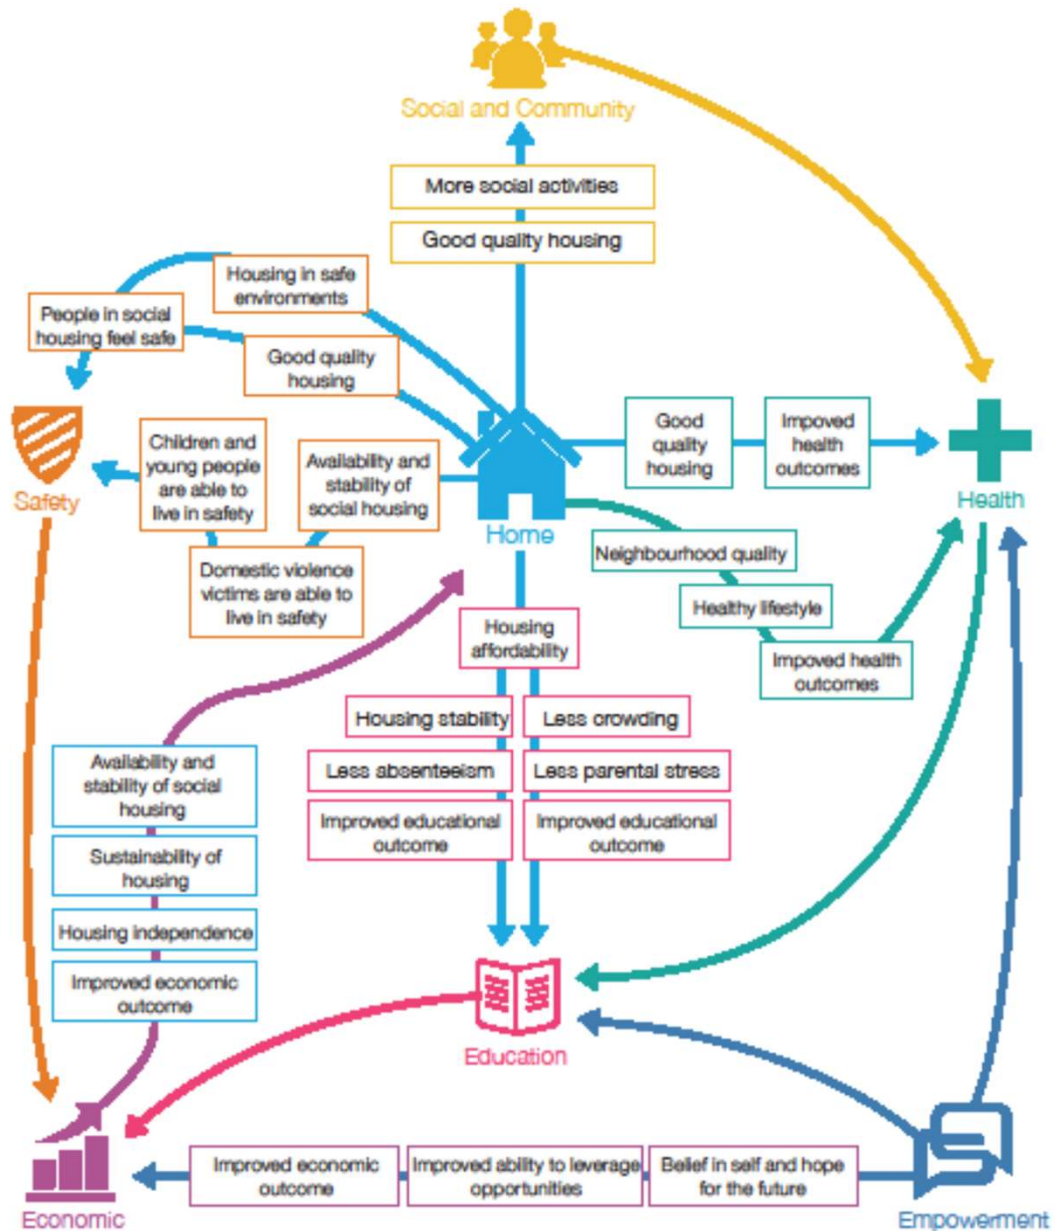 Social and Community
More social activities
Good quality housing
Housing in safe
environments
People in social
housing feel safe
Good quality
housing
Children and
young people
are able to
live in safety
Availability and
stability of
social housing
Good
quality
housing
Impoved
health
outcomes
Safety
Home
Health
Domestic violence
victims are able to
live in safety
Neighbourhood quality
Healthy lifestyle
Impoved health
outcomes
Housing
affordability
Housing stability
Less crowding
Less absenteeism
Less parental stress
Improved educational
outcome
Improved educational
outcome
Availability and
stability of social
housing
Sustainability of
housing
Housing independence
Improved economic
outcome
Education
Improved economic
outcome
Improved ability to leverage
opportunities
Belief in self and hope
for the future
Economic
Empowerment